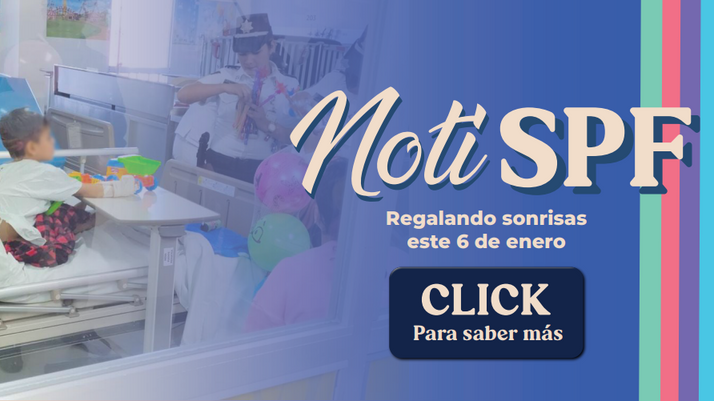 Noti SPF
Regalando sonrisas
este 6 de enero
CLICK
Para saber más